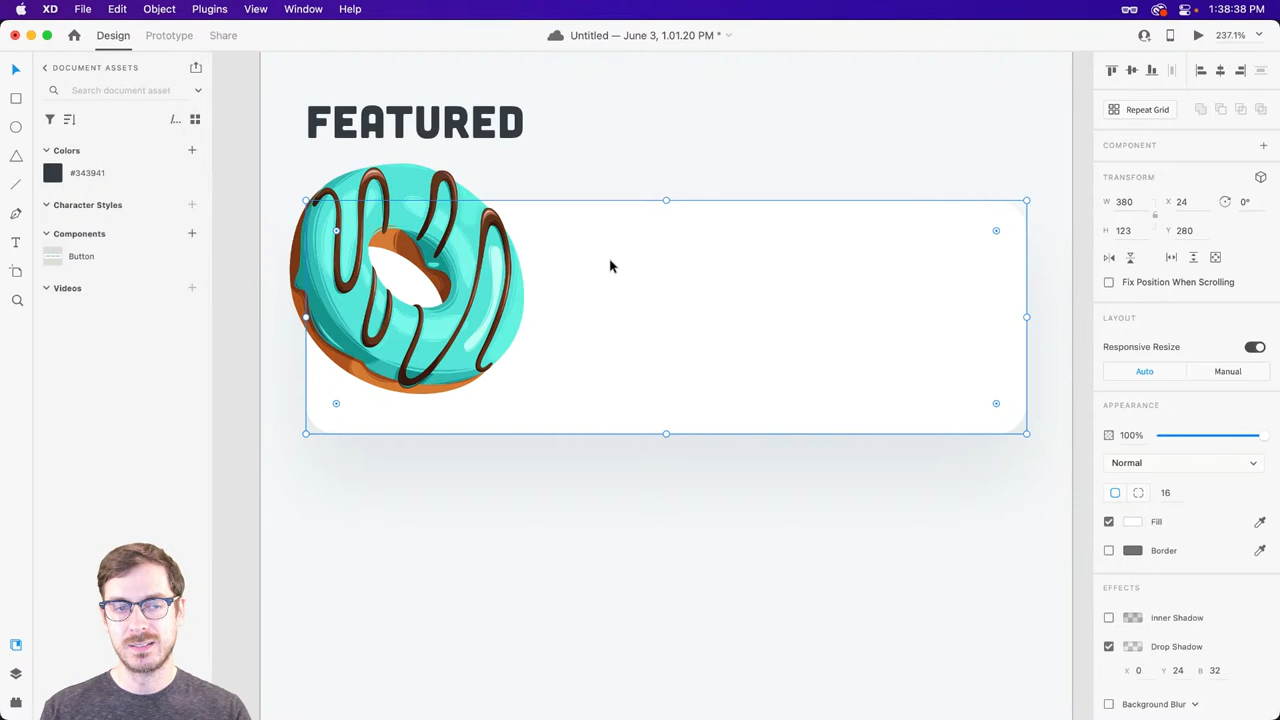 XD File Edit Object Plugins View Window Help 1:38:38 PM
Design Prototype Share Untitled — June 3, 1.01.20 PM * 237.1%
DOCUMENT ASSETS
Search document asset
Colors
#343941
Character Styles
Components
Button
Videos
FEATURED
Repeat Grid
COMPONENT
TRANSFORM
W 380 X 24 0°
H 123 Y 280
Fix Position When Scrolling
LAYOUT
Responsive Resize
Auto Manual
APPEARANCE
100%
Normal
16
Fill
Border
EFFECTS
Inner Shadow
Drop Shadow
X 0 Y 24 B 32
Background Blur